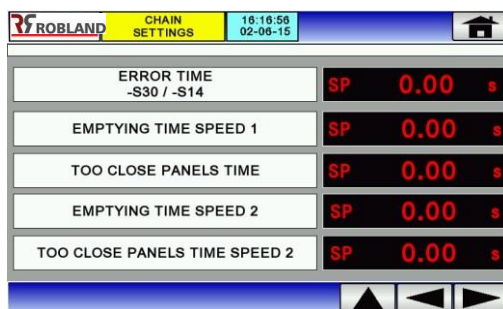 ROBLAND
CHAIN
SETTINGS
16:16:56
02-06-15
ERROR TIME
-S30 / -S14
SP 0.00 s
EMPTYING TIME SPEED 1
SP 0.00 s
TOO CLOSE PANELS TIME
SP 0.00 s
EMPTYING TIME SPEED 2
SP 0.00 s
TOO CLOSE PANELS TIME SPEED 2
SP 0.00 s